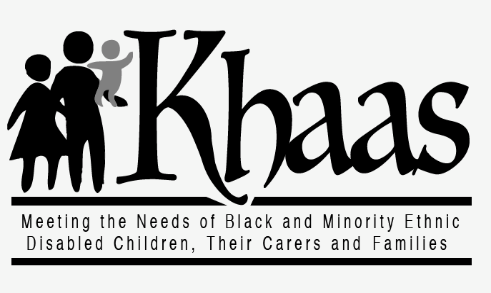 Khaas
Meeting the Needs of Black and Minority Ethnic
Disabled Children, Their Carers and Families